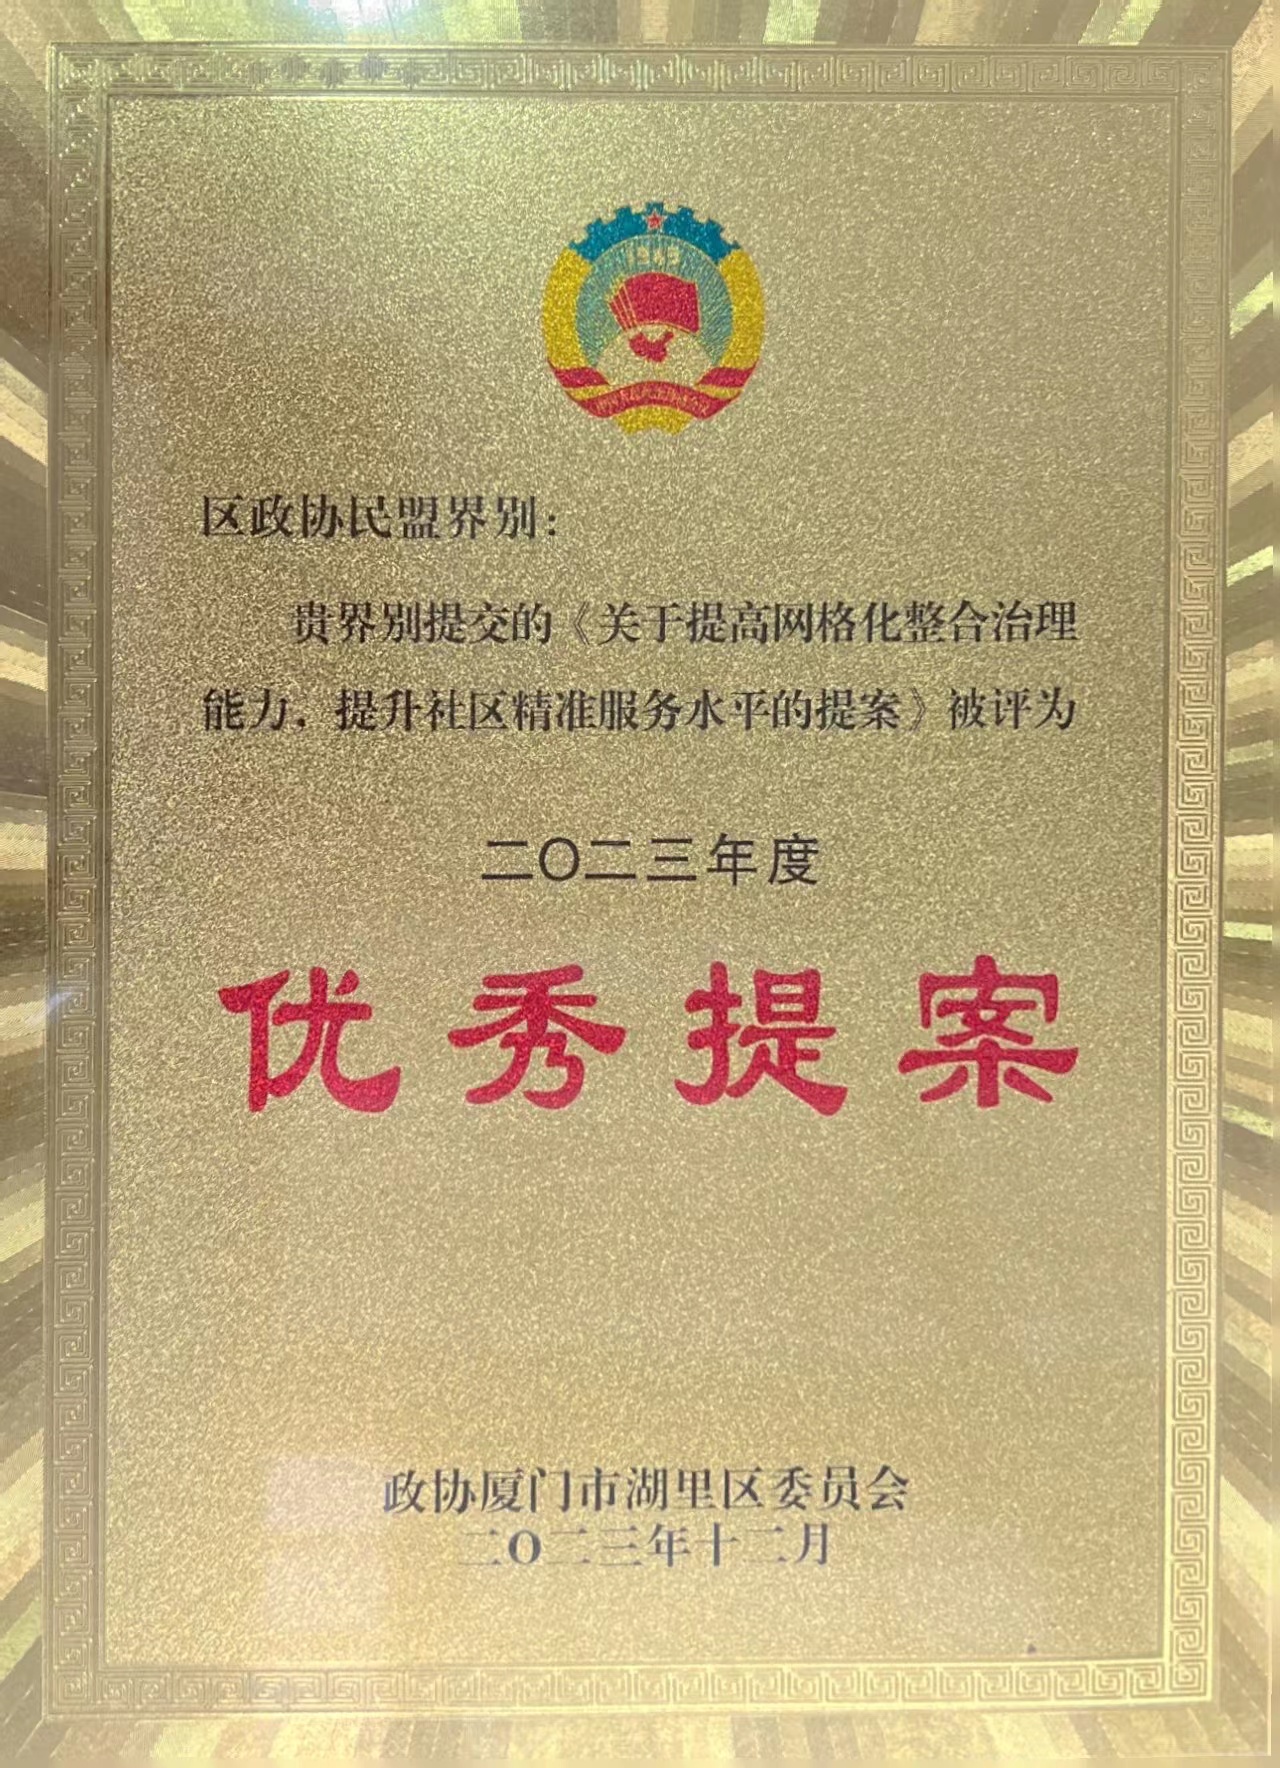 1949
区政协民盟界别：
贵界别提交的《关于提高网格化整合治理
能力，提升社区精准服务水平的提案》被评为
二〇二三年度
优秀提案
政协厦门市湖里区委员会
二〇二三年十二月